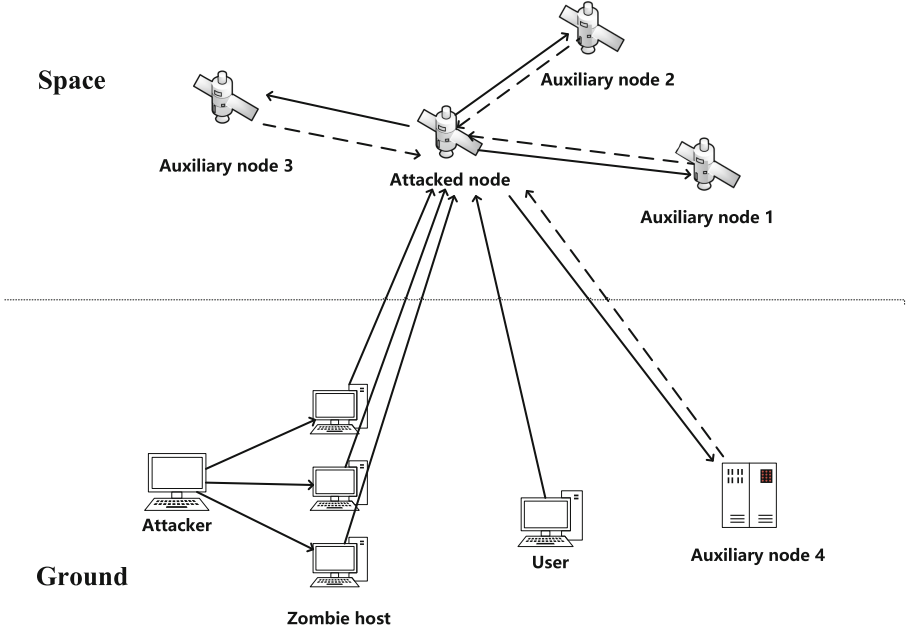 Space
Auxiliary node 2
Auxiliary node 3
Attacked node
Auxiliary node 1
Attacker
User
Auxiliary node 4
Ground
Zombie host